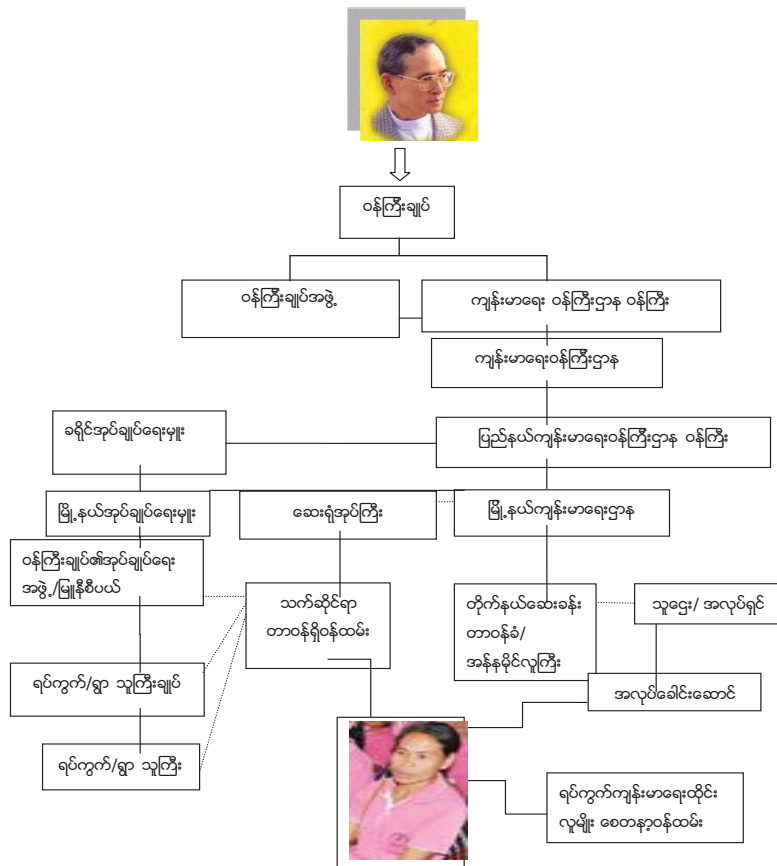 ဝန်ကြီးချုပ်
ဝန်ကြီးချုပ်အဖွဲ့
ကျန်းမာရေး ဝန်ကြီးဌာန ဝန်ကြီး
ကျန်းမာရေးဝန်ကြီးဌာန
ခရိုင်အုပ်ချုပ်ရေးမှူး
ပြည်နယ်ကျန်းမာရေးဝန်ကြီးဌာန ဝန်ကြီး
မြို့နယ်အုပ်ချုပ်ရေးမှူး
ဆေးရုံအုပ်ကြီး
မြို့နယ်ကျန်းမာရေးဌာန
ဝန်ကြီးချုပ်၏အုပ်ချုပ်ရေး
အဖွဲ့/မြူနီစီပယ်
သက်ဆိုင်ရာ
တာဝန်ရှိဝန်ထမ်း
တိုက်နယ်ဆေးခန်း
တာဝန်ခံ/
အန်နမိုင်လူကြီး
သူဌေး/ အလုပ်ရှင်
ရပ်ကွက်/ရွာ သူကြီးချုပ်
အလုပ်ခေါင်းဆောင်
ရပ်ကွက်/ရွာ သူကြီး
ရပ်ကွက်ကျန်းမာရေးထိုင်း
လူမျိုး စေတနာ့ဝန်ထမ်း